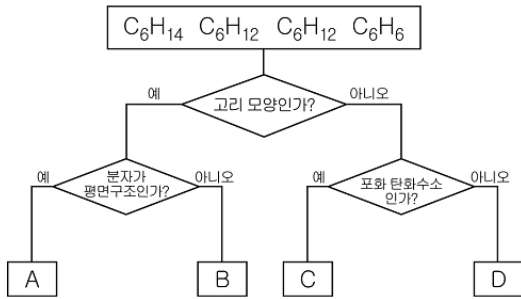 C₆H₁₄ C₆H₁₂ C₆H₁₂ C₆H₆
고리 모양인가?
예
아니오
분자가
평면구조인가?
예
아니오
포화 탄화수소
인가?
예
아니오
A
B
C
D